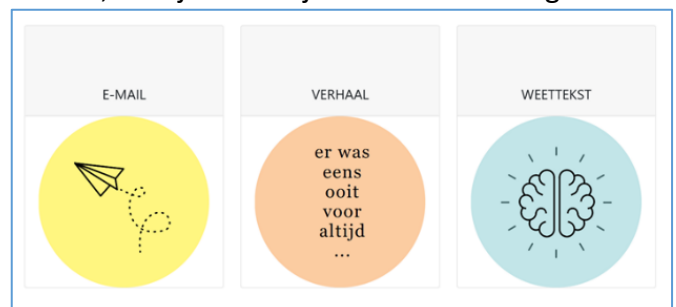 E-MAIL
VERHAAL
WEETTEKST
er was
eens
ooit
voor
altijd
...